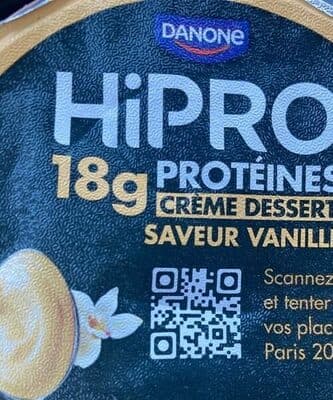 DANONE
HiPRO
18g PROTÉINES
CRÈME DESSERT
SAVEUR VANILL
Scannez
et tenter
vos plac
Paris 20